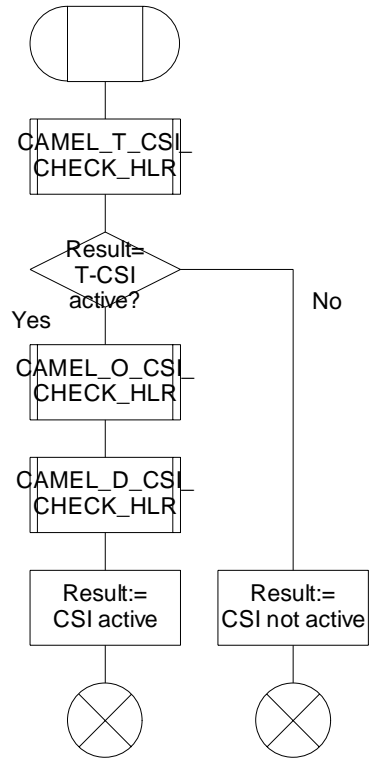 CAMEL_T_CSI_
CHECK_HLR
Result=
T-CSI
active?
Yes
No
CAMEL_O_CSI_
CHECK_HLR
CAMEL_D_CSI_
CHECK_HLR
Result:=
CSI active
Result:=
CSI not active